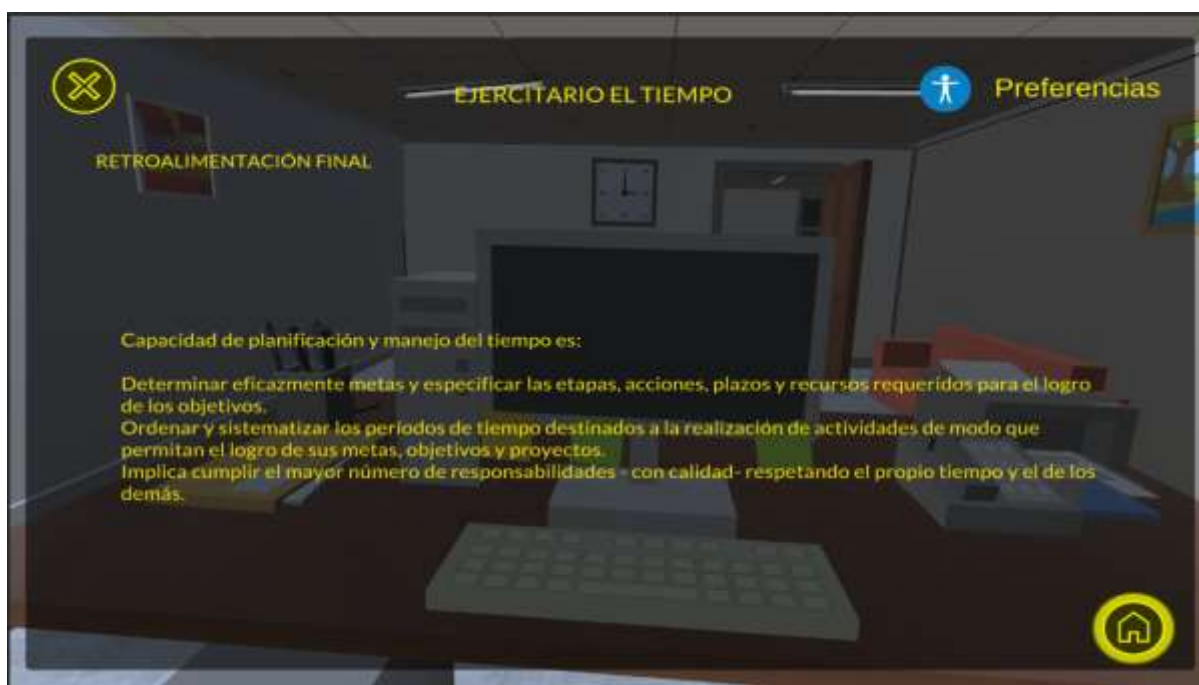 EJERCITARIO EL TIEMPO
Preferencias
RETROALIMENTACIÓN FINAL
Capacidad de planificación y manejo del tiempo es:
Determinar eficazmente metas y especificar las etapas, acciones, plazos y recursos requeridos para el logro
de los objetivos.
Ordenar y sistematizar los períodos de tiempo destinados a la realización de actividades de modo que
permitan el logro de sus metas, objetivos y proyectos.
Implica cumplir el mayor número de responsabilidades - con calidad- respetando el propio tiempo y el de los
demás.